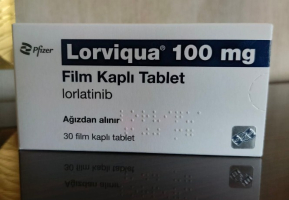 Pfizer
Lorviqua® 100 mg
Film Kaplı Tablet
lorlatinib
Ağızdan alınır
30 film kaplı tablet